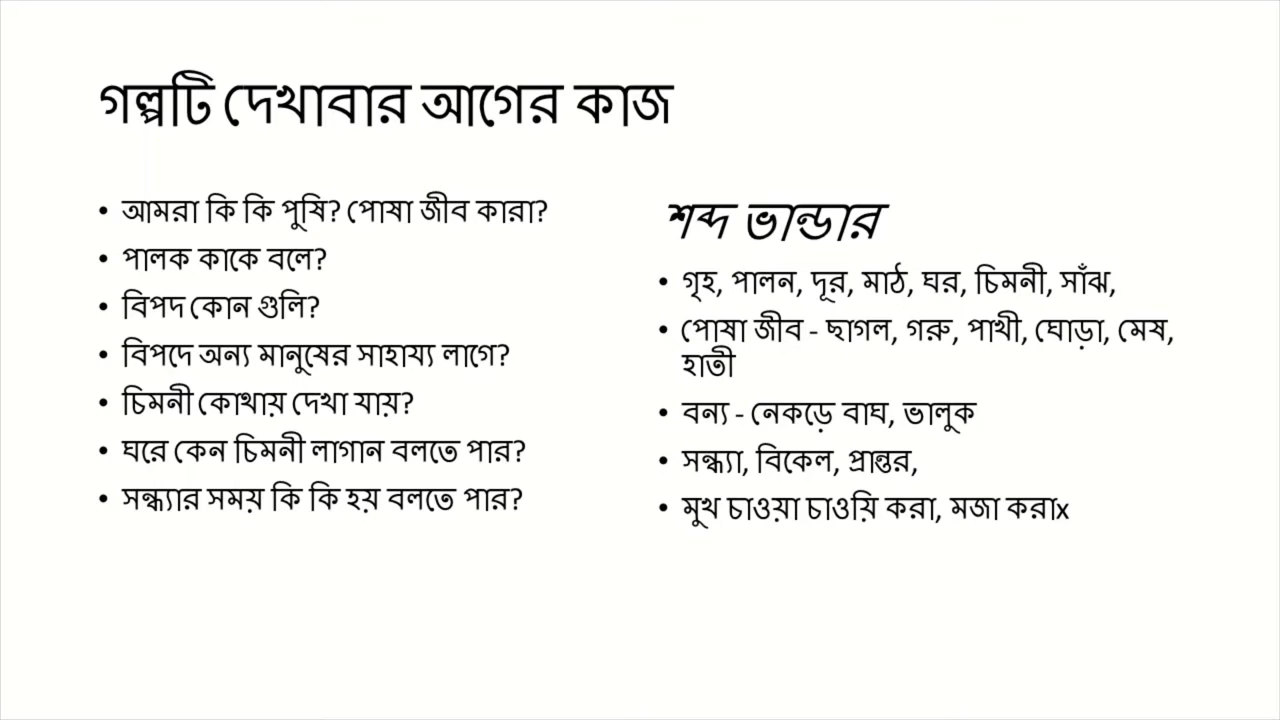 গল্পটি দেখাবার আগের কাজ
• আমরা কি কি পুষি? পোষা জীব কারা?
• পালক কাকে বলে?
• বিপদ কোন গুলি?
• বিপদে অন্য মানুষের সাহায্য লাগে?
• চিমনী কোথায় দেখা যায়?
• ঘরে কেন চিমনী লাগান বলতে পার?
• সন্ধ্যার সময় কি কি হয় বলতে পার?
শব্দ ভান্ডার
• গৃহ, পালন, দূর, মাঠ, ঘর, চিমনী, সাঁঝ,
• পোষা জীব - ছাগল, গরু, পাখী, ঘোড়া, মেষ,
হাতী
• বন্য - নেকড়ে বাঘ, ভালুক
• সন্ধ্যা, বিকেল, প্রান্তর,
• মুখ চাওয়া চাওয়ি করা, মজা করাx